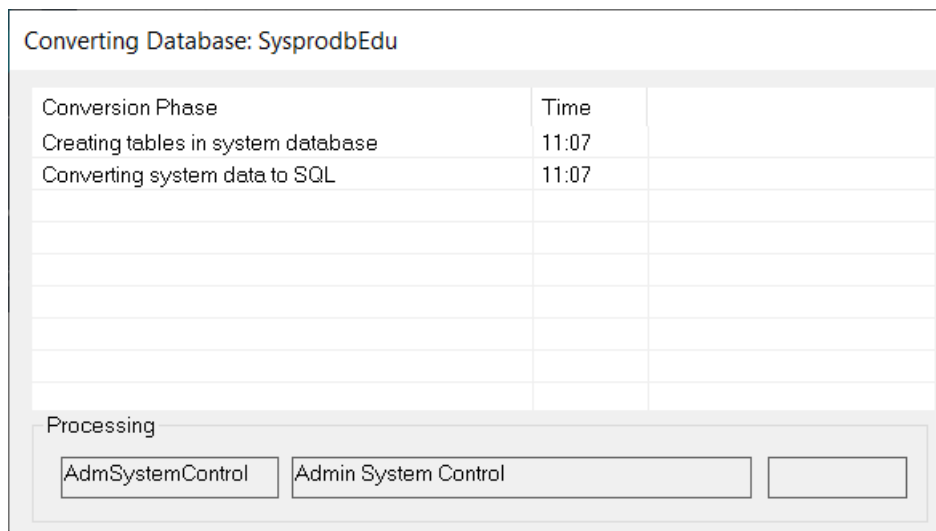 Converting Database: SysprodbEdu
Conversion Phase Time
Creating tables in system database 11:07
Converting system data to SQL 11:07
Processing
AdmSystemControl Admin System Control